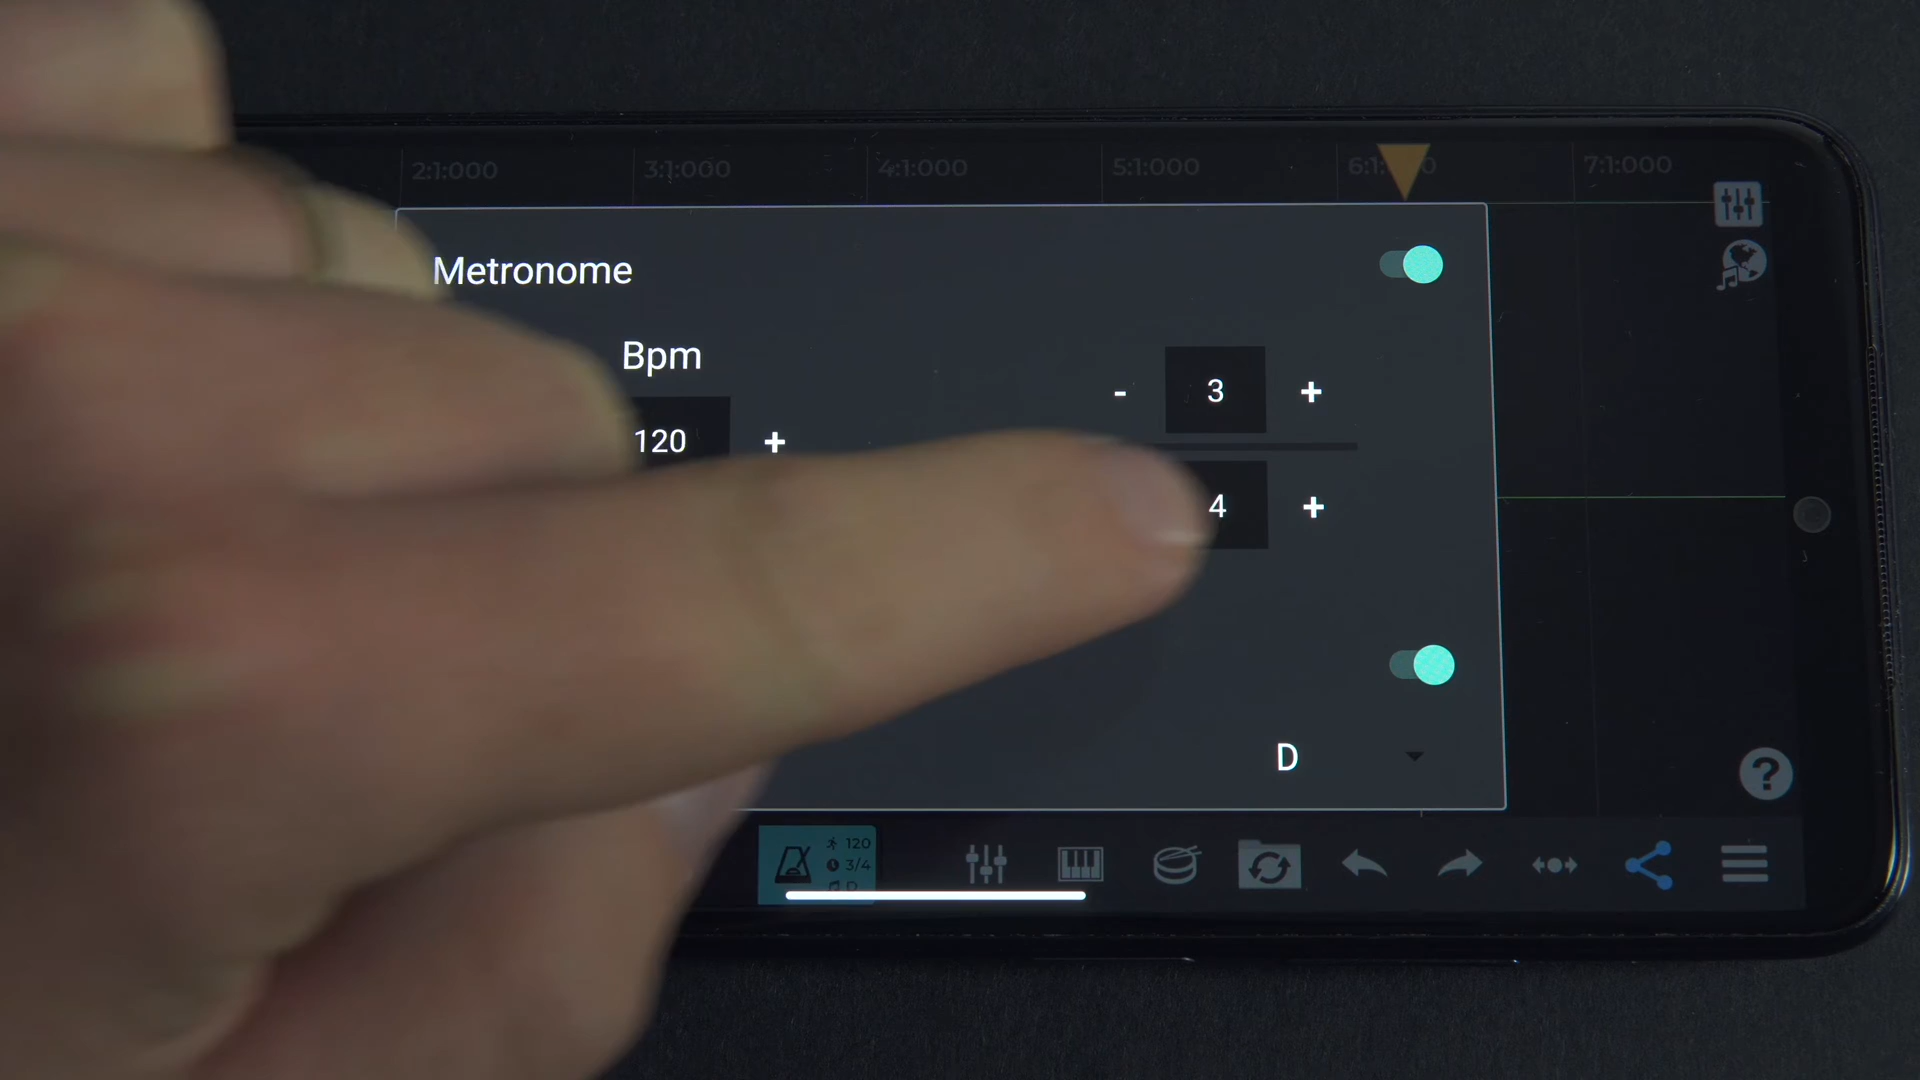 2:1:000 3:1:000 4:1:000 5:1:000 7:1:000
Metronome
Bpm
- 3 +
120 +
4 +
D
120
3/4
D
?